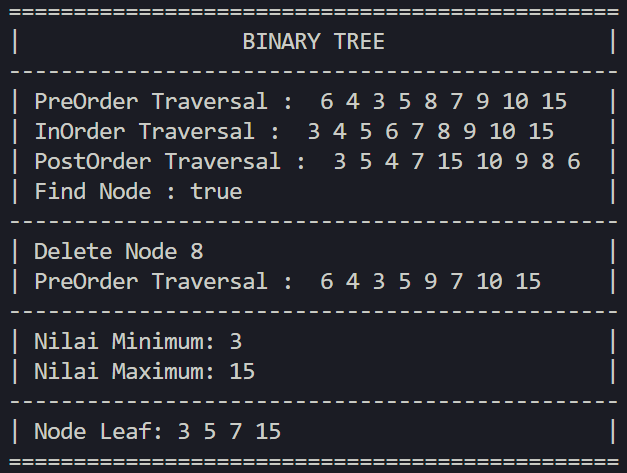 ===============================================
| BINARY TREE |
-----------------------------------------------
| PreOrder Traversal :  6 4 3 5 8 7 9 10 15 |
| InOrder Traversal :  3 4 5 6 7 8 9 10 15 |
| PostOrder Traversal :  3 5 4 7 15 10 9 8 6 |
| Find Node : true |
-----------------------------------------------
| Delete Node 8 |
| PreOrder Traversal :  6 4 3 5 9 7 10 15 |
-----------------------------------------------
| Nilai Minimum: 3 |
| Nilai Maximum: 15 |
-----------------------------------------------
| Node Leaf: 3 5 7 15 |
===============================================